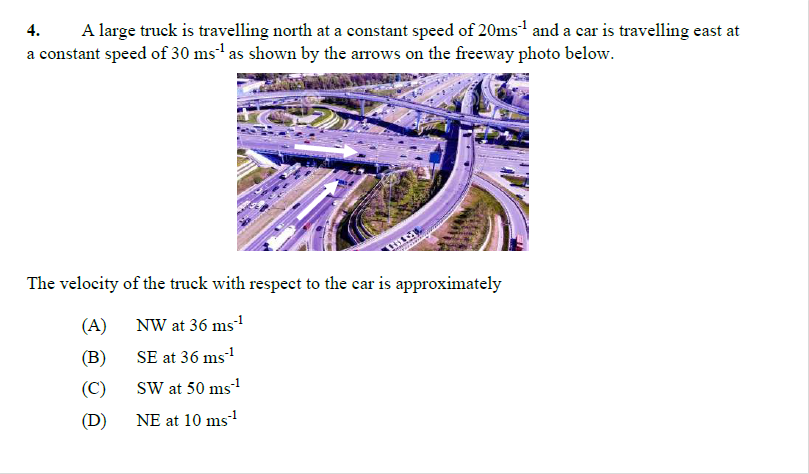 4. A large truck is travelling north at a constant speed of 20ms⁻¹ and a car is travelling east at
a constant speed of 30 ms⁻¹ as shown by the arrows on the freeway photo below.
The velocity of the truck with respect to the car is approximately
(A) NW at 36 ms⁻¹
(B) SE at 36 ms⁻¹
(C) SW at 50 ms⁻¹
(D) NE at 10 ms⁻¹